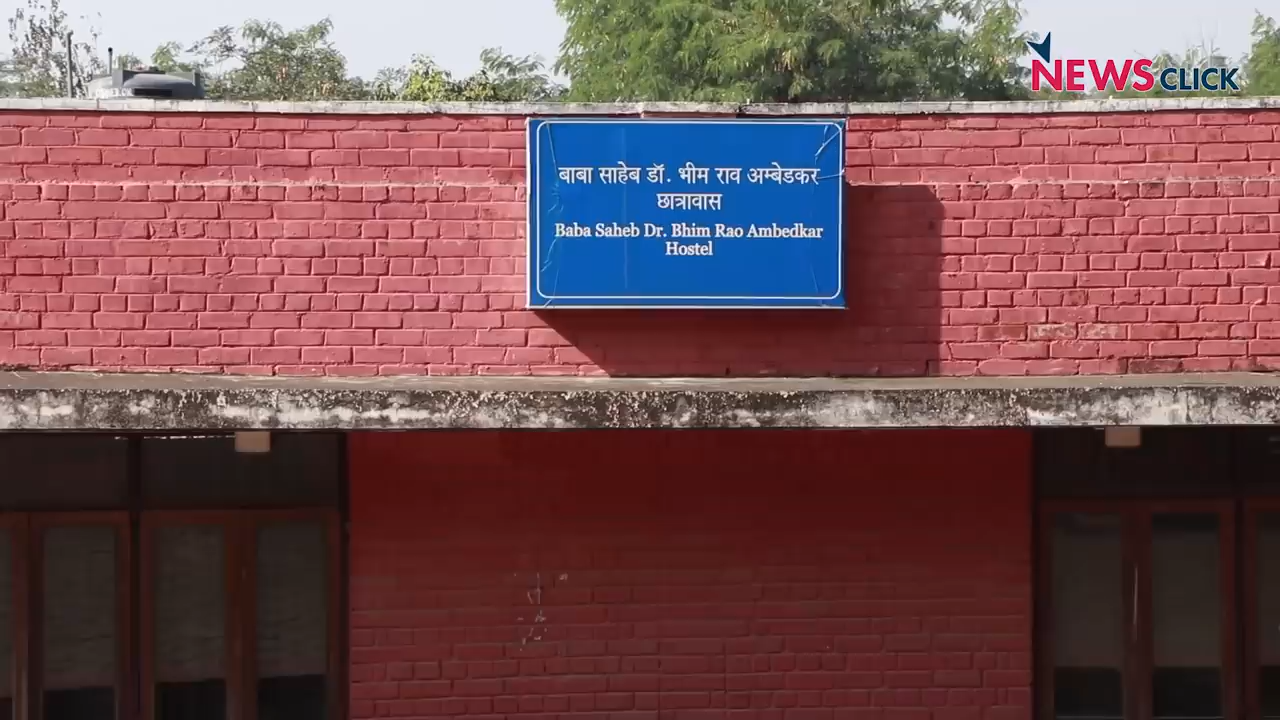 NEWSCLICK
बाबा साहेब डॉ. भीम राव अम्बेडकर
छात्रावास
Baba Saheb Dr. Bhim Rao Ambedkar
Hostel